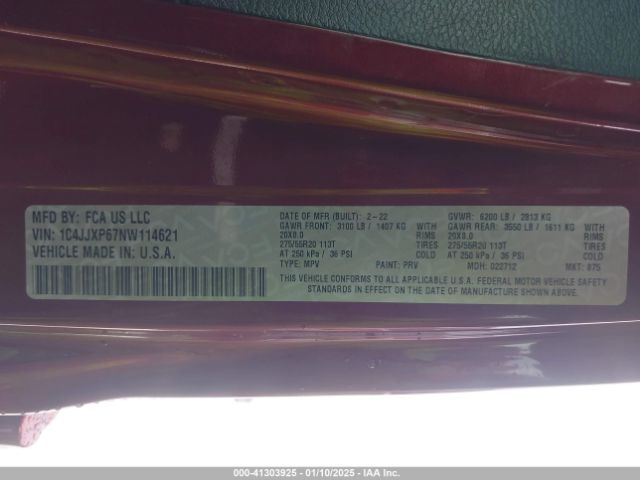 MFD BY: FCA US LLC
VIN: 1C4JJXP67NW114621
VEHICLE MADE IN: U.S.A.
DATE OF MFR (BUILT): 2-22 GVWR: 6200 LB / 2813 KG
GAWR FRONT: 3100 LB / 1407 KG WITH GAWR REAR: 3550 LB / 1611 KG WITH
20X8.0 RIMS 20X8.0 RIMS
275/55R20 113T TIRES 275/55R20 113T TIRES
AT 250 kPa / 36 PSI COLD AT 250 kPa / 36 PSI COLD
TYPE: MPV PAINT: PRV MDH: 022712 MKT: 875
THIS VEHICLE CONFORMS TO ALL APPLICABLE U.S.A. FEDERAL MOTOR VEHICLE SAFETY
STANDARDS IN EFFECT ON THE DATE OF MANUFACTURE SHOWN ABOVE.
000-41303925 - 01/10/2025 - IAA Inc.